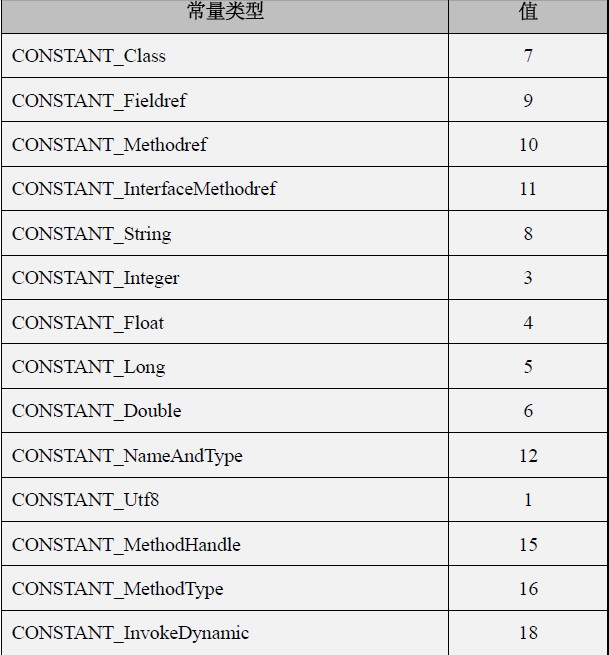 常量类型 值
CONSTANT_Class 7
CONSTANT_Fieldref 9
CONSTANT_Methodref 10
CONSTANT_InterfaceMethodref 11
CONSTANT_String 8
CONSTANT_Integer 3
CONSTANT_Float 4
CONSTANT_Long 5
CONSTANT_Double 6
CONSTANT_NameAndType 12
CONSTANT_Utf8 1
CONSTANT_MethodHandle 15
CONSTANT_MethodType 16
CONSTANT_InvokeDynamic 18